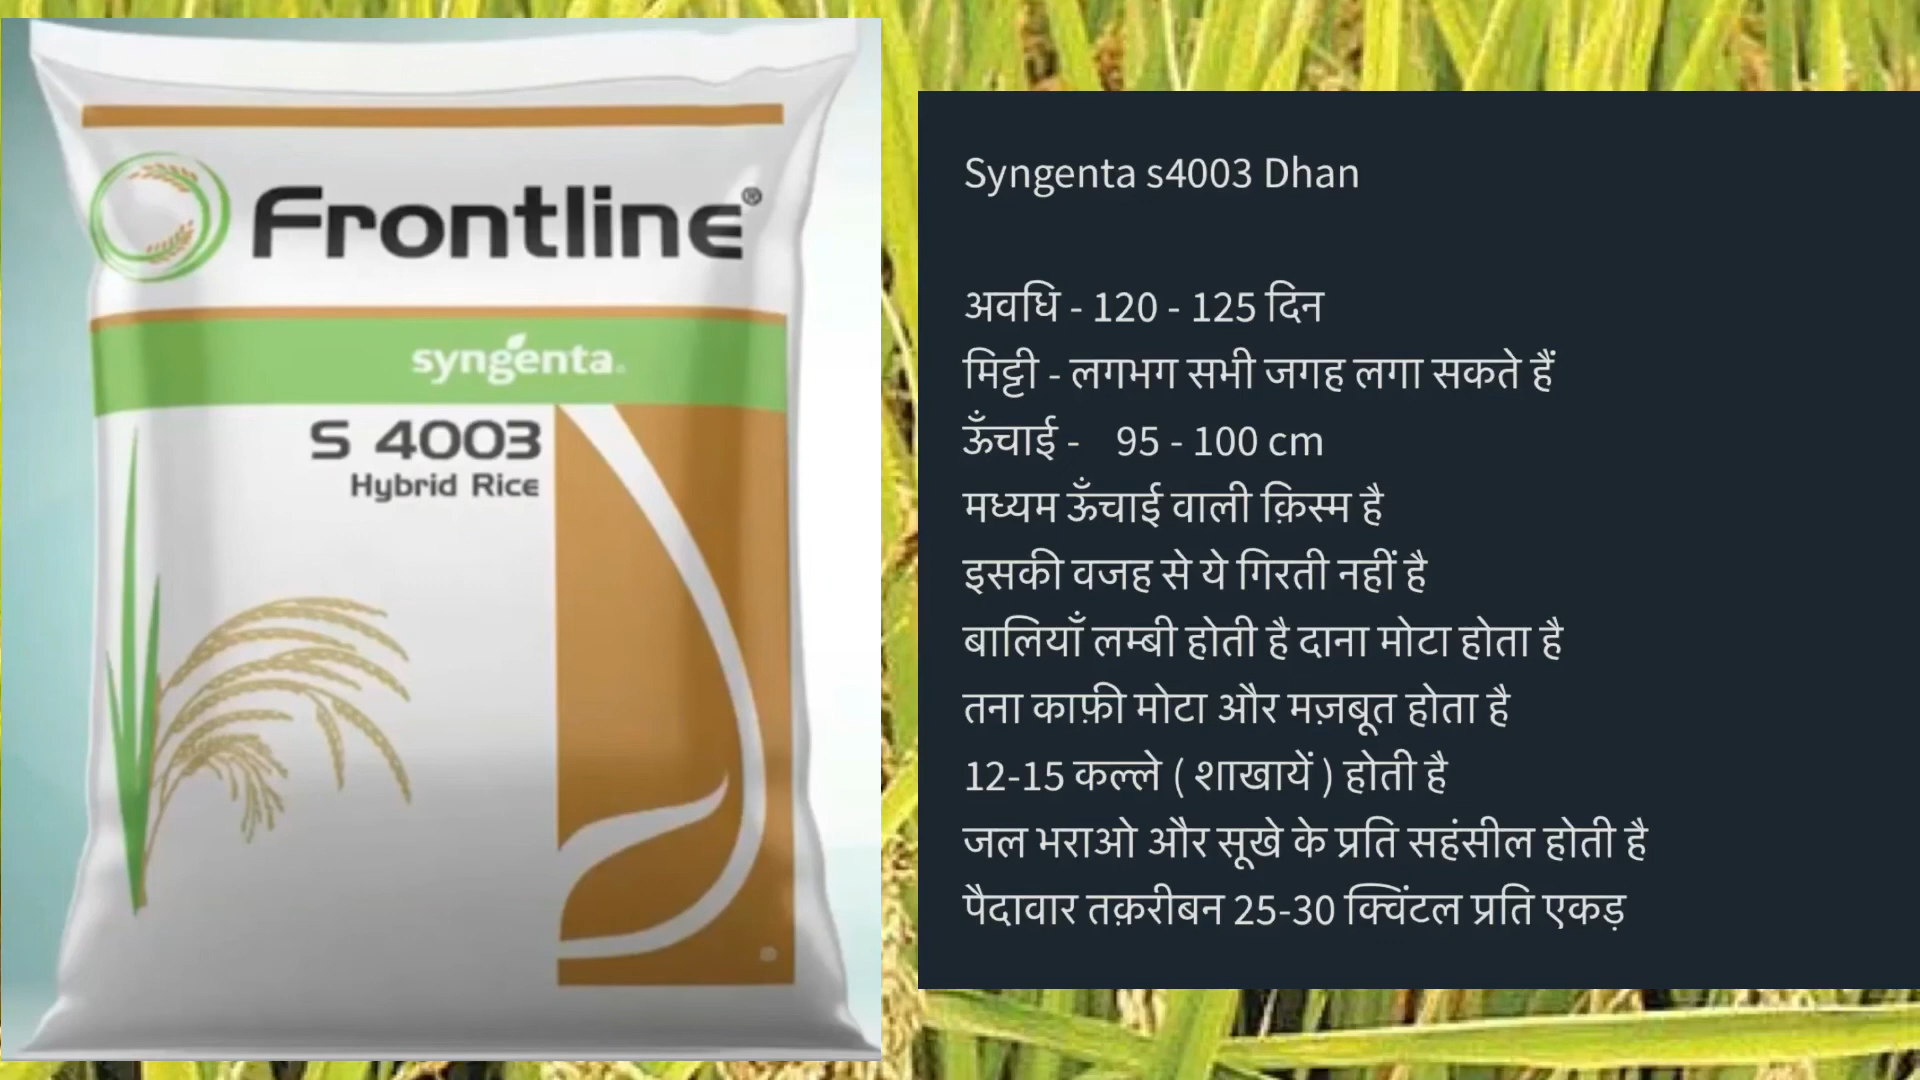 Frontline®
syngenta
S 4003
Hybrid Rice
Syngenta s4003 Dhan
अवधि - 120 - 125 दिन
मिट्टी - लगभग सभी जगह लगा सकते हैं
ऊँचाई - 95 - 100 cm
मध्यम ऊँचाई वाली क़िस्म है
इसकी वजह से ये गिरती नहीं है
बालियाँ लम्बी होती है दाना मोटा होता है
तना काफ़ी मोटा और मज़बूत होता है
12-15 कल्ले ( शाखायें ) होती है
जल भराओ और सूखे के प्रति सहंसील होती है
पैदावार तक़रीबन 25-30 क्विंटल प्रति एकड़